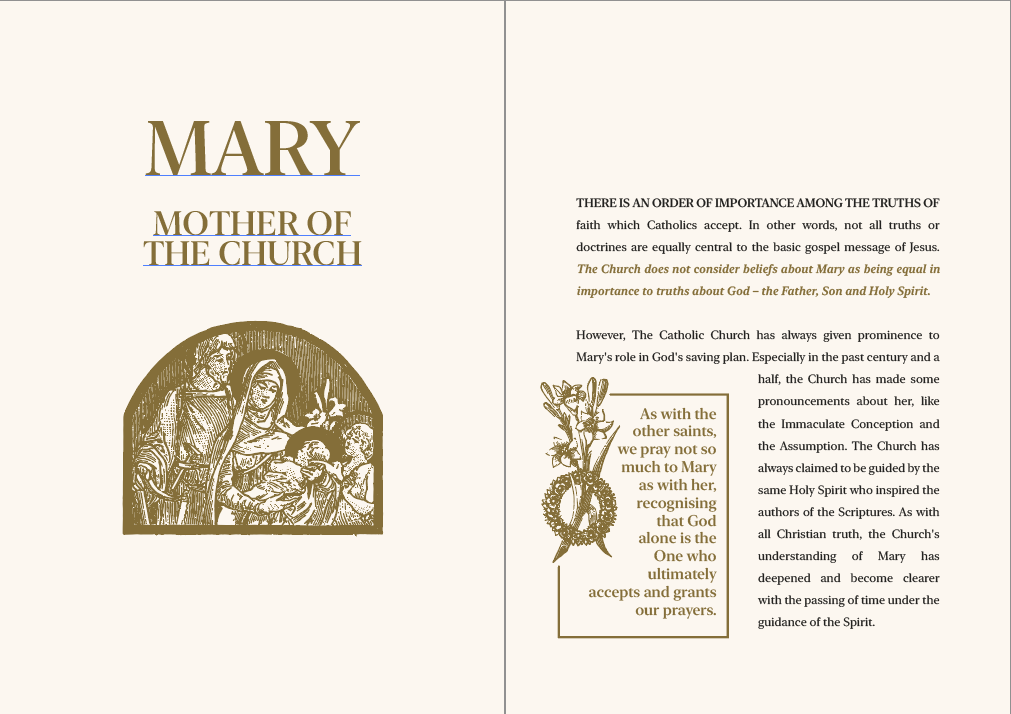 MARY
MOTHER OF
THE CHURCH
THERE IS AN ORDER OF IMPORTANCE AMONG THE TRUTHS OF
faith which Catholics accept. In other words, not all truths or
doctrines are equally central to the basic gospel message of Jesus.
The Church does not consider beliefs about Mary as being equal in
importance to truths about God – the Father, Son and Holy Spirit.
However, The Catholic Church has always given prominence to
Mary's role in God's saving plan. Especially in the past century and a
half, the Church has made some
pronouncements about her, like
the Immaculate Conception and
the Assumption. The Church has
always claimed to be guided by the
same Holy Spirit who inspired the
authors of the Scriptures. As with
all Christian truth, the Church's
understanding of Mary has
deepened and become clearer
with the passing of time under the
guidance of the Spirit.
As with the
other saints,
we pray not so
much to Mary
as with her,
recognising
that God
alone is the
One who
ultimately
accepts and grants
our prayers.